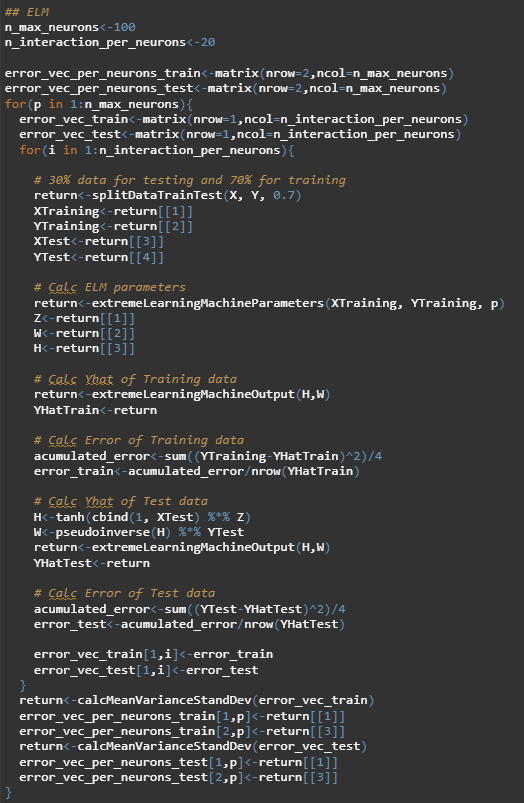 ## ELM
n_max_neurons<-100
n_interaction_per_neurons<-20
error_vec_per_neurons_train<-matrix(nrow=2,ncol=n_max_neurons)
error_vec_per_neurons_test<-matrix(nrow=2,ncol=n_max_neurons)
for(p in 1:n_max_neurons){
  error_vec_train<-matrix(nrow=1,ncol=n_interaction_per_neurons)
  error_vec_test<-matrix(nrow=1,ncol=n_interaction_per_neurons)
  for(i in 1:n_interaction_per_neurons){
    # 30% data for testing and 70% for training
    return<-splitDataTrainTest(X, Y, 0.7)
    XTraining<-return[[1]]
    YTraining<-return[[2]]
    XTest<-return[[3]]
    YTest<-return[[4]]
    # Calc ELM parameters
    return<-extremeLearningMachineParameters(XTraining, YTraining, p)
    Z<-return[[1]]
    W<-return[[2]]
    H<-return[[3]]
    # Calc Yhat of Training data
    return<-extremeLearningMachineOutput(H,W)
    YHatTrain<-return
    # Calc Error of Training data
    acumulated_error<-sum((YTraining-YHatTrain)^2)/4
    error_train<-acumulated_error/nrow(YHatTrain)
    # Calc Yhat of Test data
    H<-tanh(cbind(1, XTest) %*% Z)
    W<-pseudoinverse(H) %*% YTest
    return<-extremeLearningMachineOutput(H,W)
    YHatTest<-return
    # Calc Error of Test data
    acumulated_error<-sum((YTest-YHatTest)^2)/4
    error_test<-acumulated_error/nrow(YHatTest)
    error_vec_train[1,i]<-error_train
    error_vec_test[1,i]<-error_test
  }
  return<-calcMeanVarianceStandDev(error_vec_train)
  error_vec_per_neurons_train[1,p]<-return[[1]]
  error_vec_per_neurons_train[2,p]<-return[[3]]
  return<-calcMeanVarianceStandDev(error_vec_test)
  error_vec_per_neurons_test[1,p]<-return[[1]]
  error_vec_per_neurons_test[2,p]<-return[[3]]
}